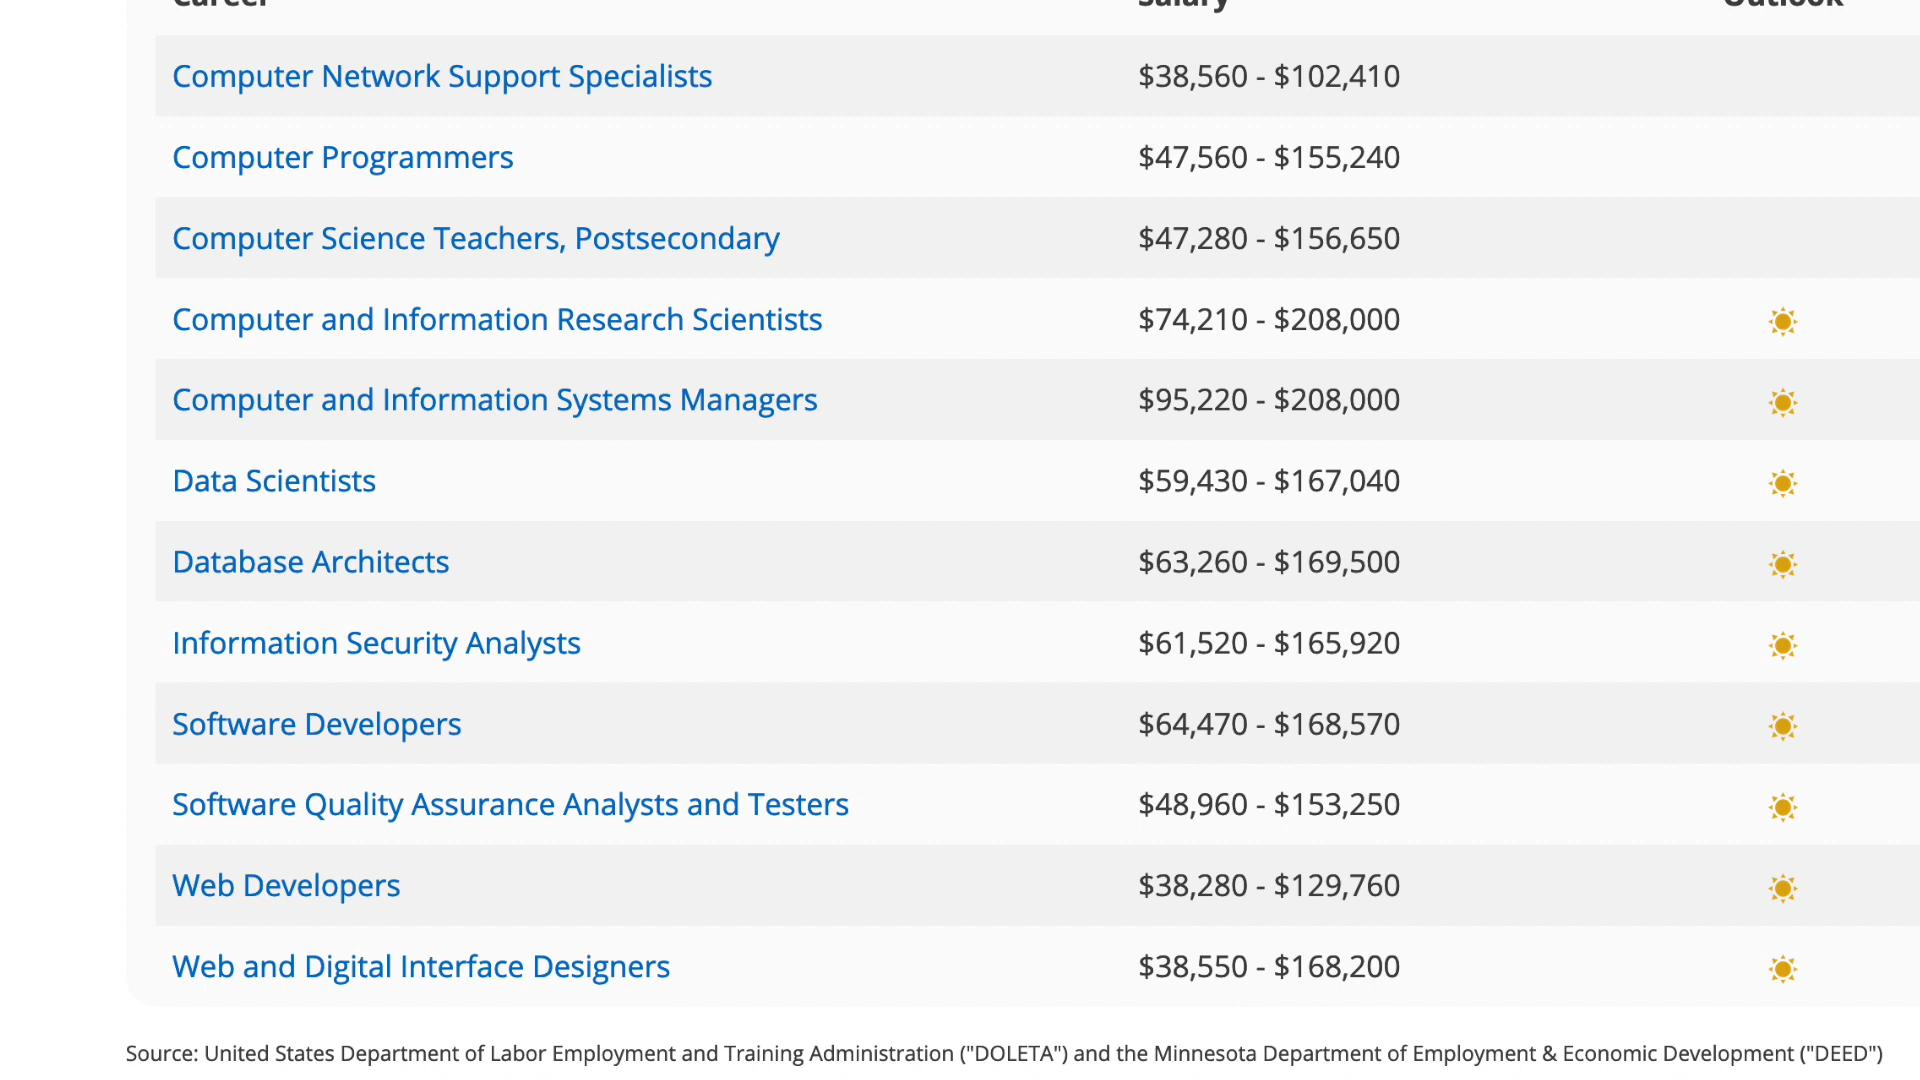 Career Salary Outlook
Computer Network Support Specialists $38,560 - $102,410
Computer Programmers $47,560 - $155,240
Computer Science Teachers, Postsecondary $47,280 - $156,650
Computer and Information Research Scientists $74,210 - $208,000
Computer and Information Systems Managers $95,220 - $208,000
Data Scientists $59,430 - $167,040
Database Architects $63,260 - $169,500
Information Security Analysts $61,520 - $165,920
Software Developers $64,470 - $168,570
Software Quality Assurance Analysts and Testers $48,960 - $153,250
Web Developers $38,280 - $129,760
Web and Digital Interface Designers $38,550 - $168,200
Source: United States Department of Labor Employment and Training Administration ("DOLETA") and the Minnesota Department of Employment & Economic Development ("DEED")